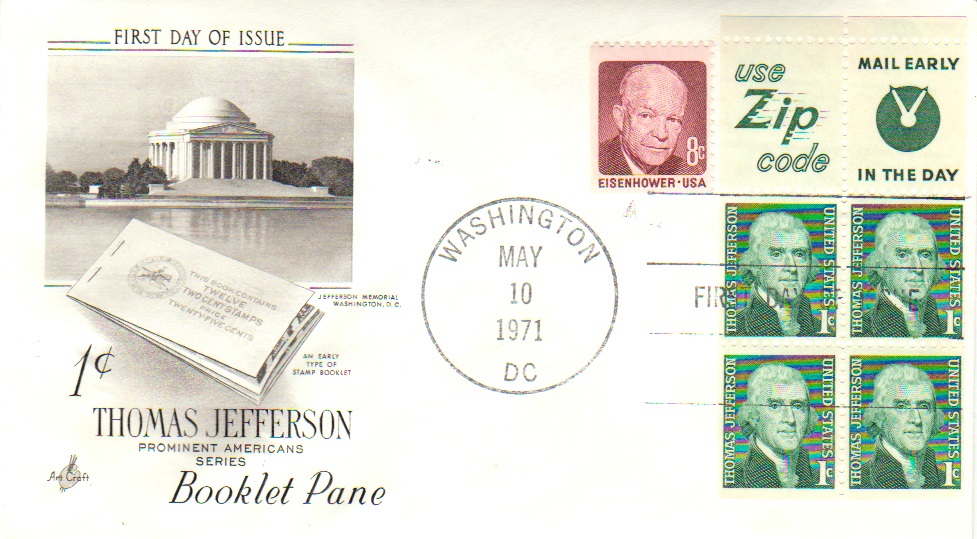 FIRST DAY OF ISSUE
JEFFERSON MEMORIAL
WASHINGTON, D.C.
THIS BOOK CONTAINS
TWELVE
TWO CENT STAMPS
PRICE
TWENTY-FIVE CENTS
AN EARLY
TYPE OF
STAMP BOOKLET
1¢
THOMAS JEFFERSON
PROMINENT AMERICANS
SERIES
Booklet Pane
Art Craft
WASHINGTON
MAY
10
1971
DC
8c
EISENHOWER·USA
use
Zip
code
MAIL EARLY
IN THE DAY
THOMAS JEFFERSON
UNITED STATES
1c
THOMAS JEFFERSON
UNITED STATES
1c
FIRST DAY
THOMAS JEFFERSON
UNITED STATES
1c
THOMAS JEFFERSON
UNITED STATES
1c